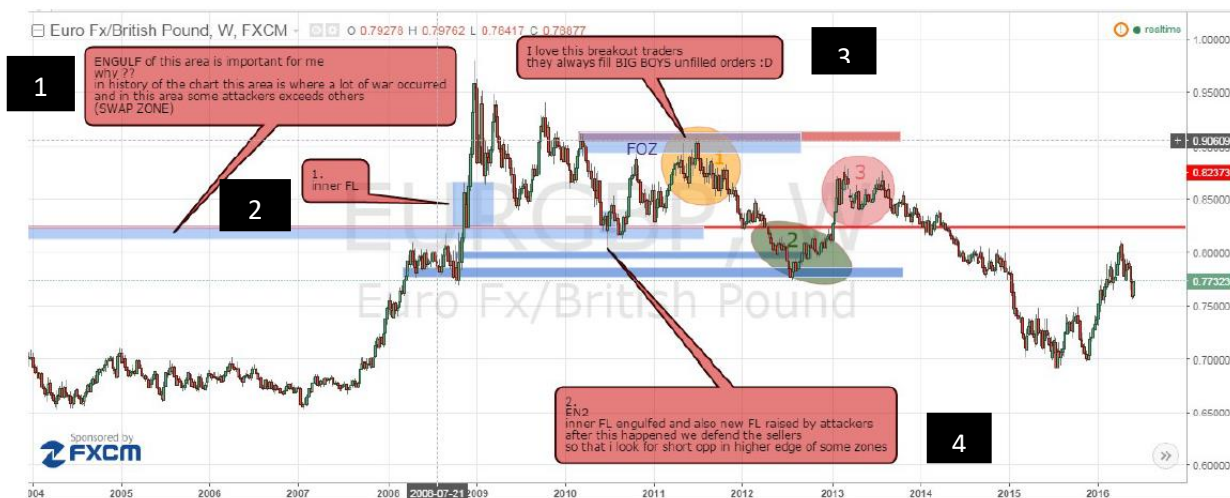 Euro Fx/British Pound, W, FXCM
O 0.79278 H 0.79762 L 0.78417 C 0.78877
realtime
1
ENGULF of this area is important for me
why ??
in history of the chart this area is where a lot of war occurred
and in this area some attackers exceeds others
(SWAP ZONE)
I love this breakout traders
they always fill BIG BOYS unfilled orders :D
3
1.
inner FL
2
FOZ
1
2
3
EURGBP, W
Euro Fx/British Pound
2.
EN2
inner FL engulfed and also new FL raised by attackers
after this happened we defend the sellers
so that i look for short opp in higher edge of some zones
4
Sponsored by
FXCM
1.00000
0.95000
0.90609
0.82373
0.85000
0.80000
0.77323
0.75000
0.70000
0.65000
0.60000
2005
2006
2007
2008
2008-07-21
2009
2010
2011
2012
2013
2014
2015
2016